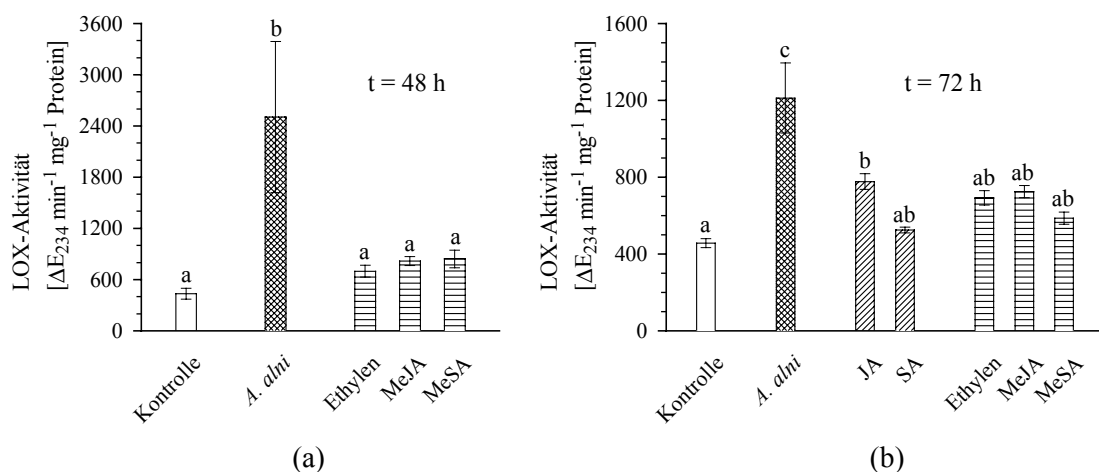 LOX-Aktivität
[ΔE234 min-1 mg-1 Protein]
3600
3000
2400
1800
1200
600
0
t = 48 h
a
b
a
a
a
Kontrolle
A. alni
Ethylen
MeJA
MeSA
(a)
LOX-Aktivität
[ΔE234 min-1 mg-1 Protein]
1600
1200
800
400
0
t = 72 h
a
c
b
ab
ab
ab
ab
Kontrolle
A. alni
JA
SA
Ethylen
MeJA
MeSA
(b)